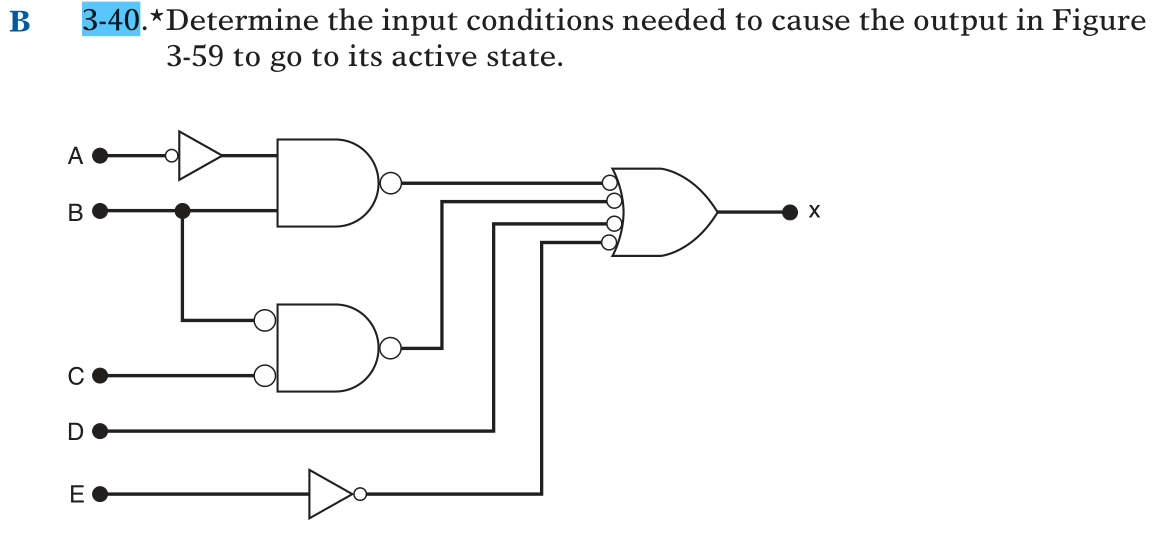 B 3-40.*Determine the input conditions needed to cause the output in Figure
3-59 to go to its active state.
A
B
x
C
D
E